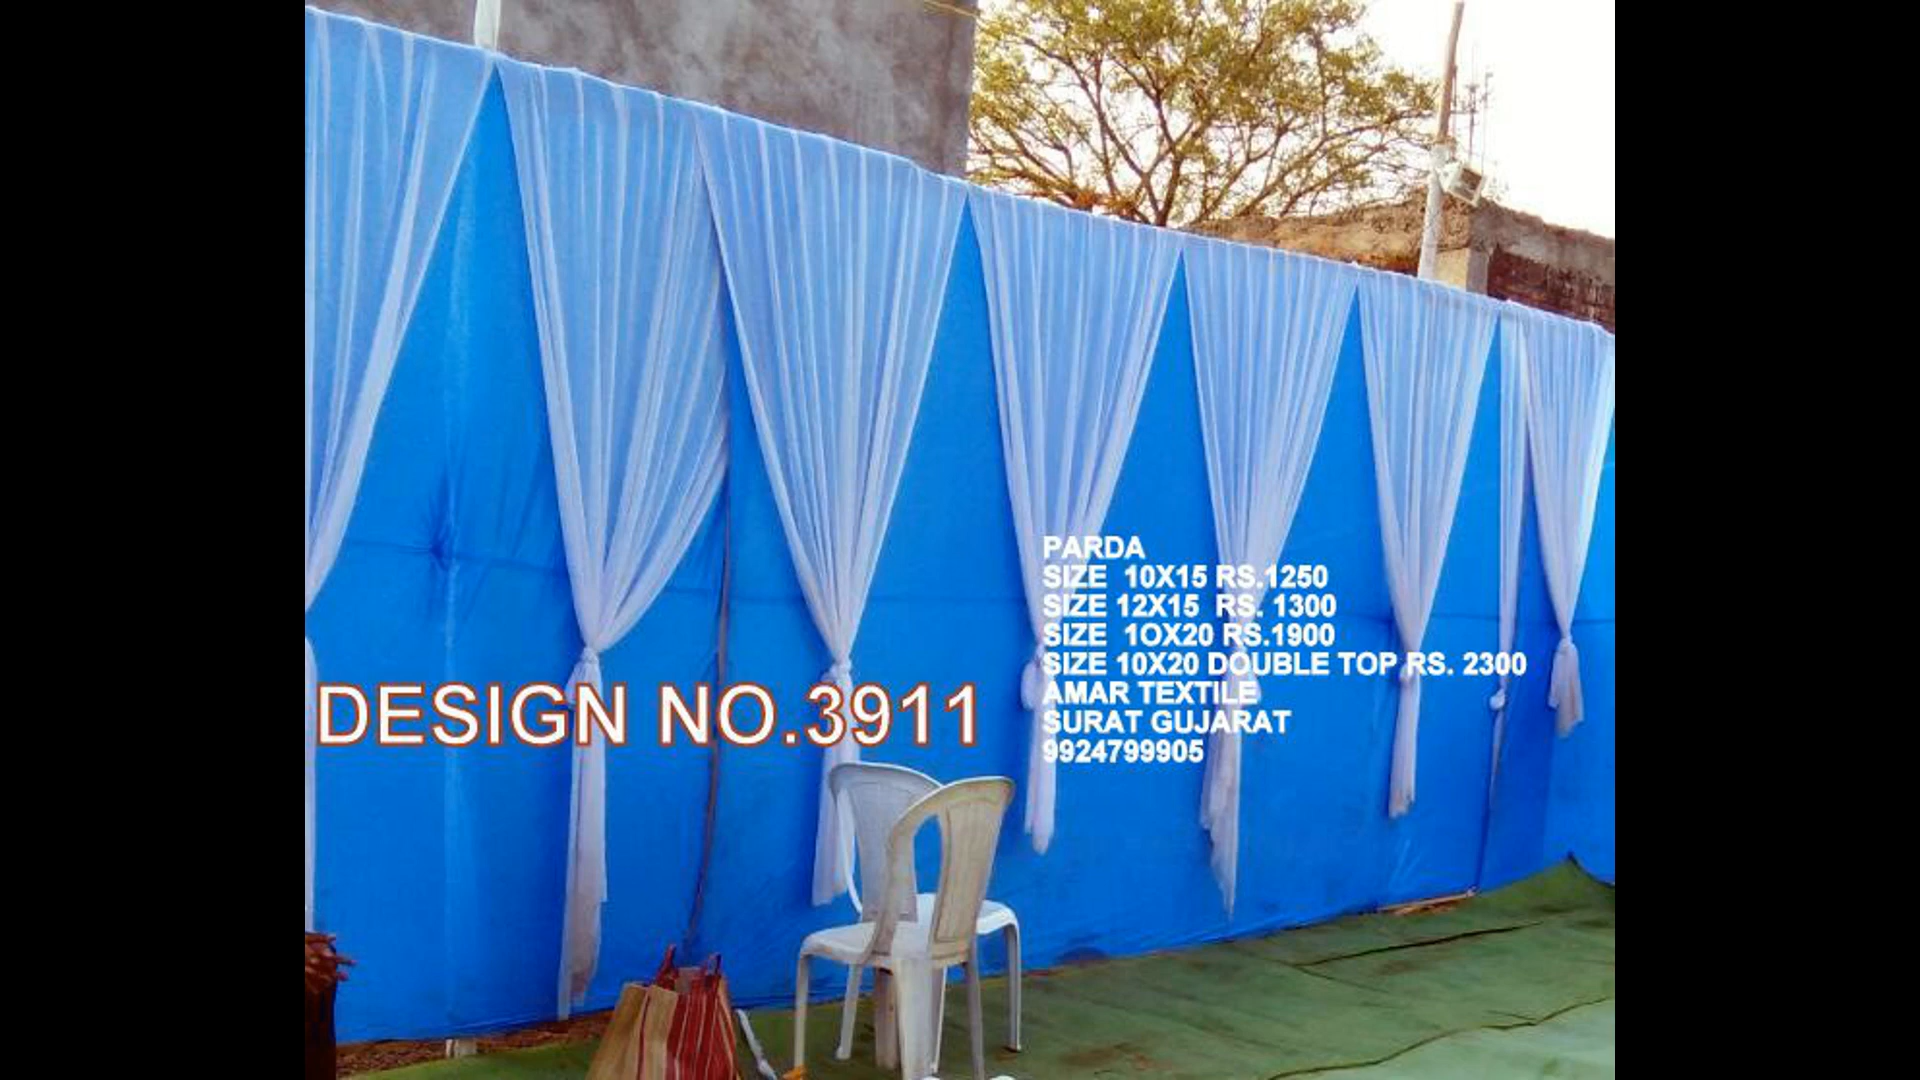 PARDA
SIZE  10X15 RS.1250
SIZE 12X15  RS. 1300
SIZE  1OX20 RS.1900
SIZE 10X20 DOUBLE TOP RS. 2300
AMAR TEXTILE
SURAT GUJARAT
9924799905
DESIGN NO.3911